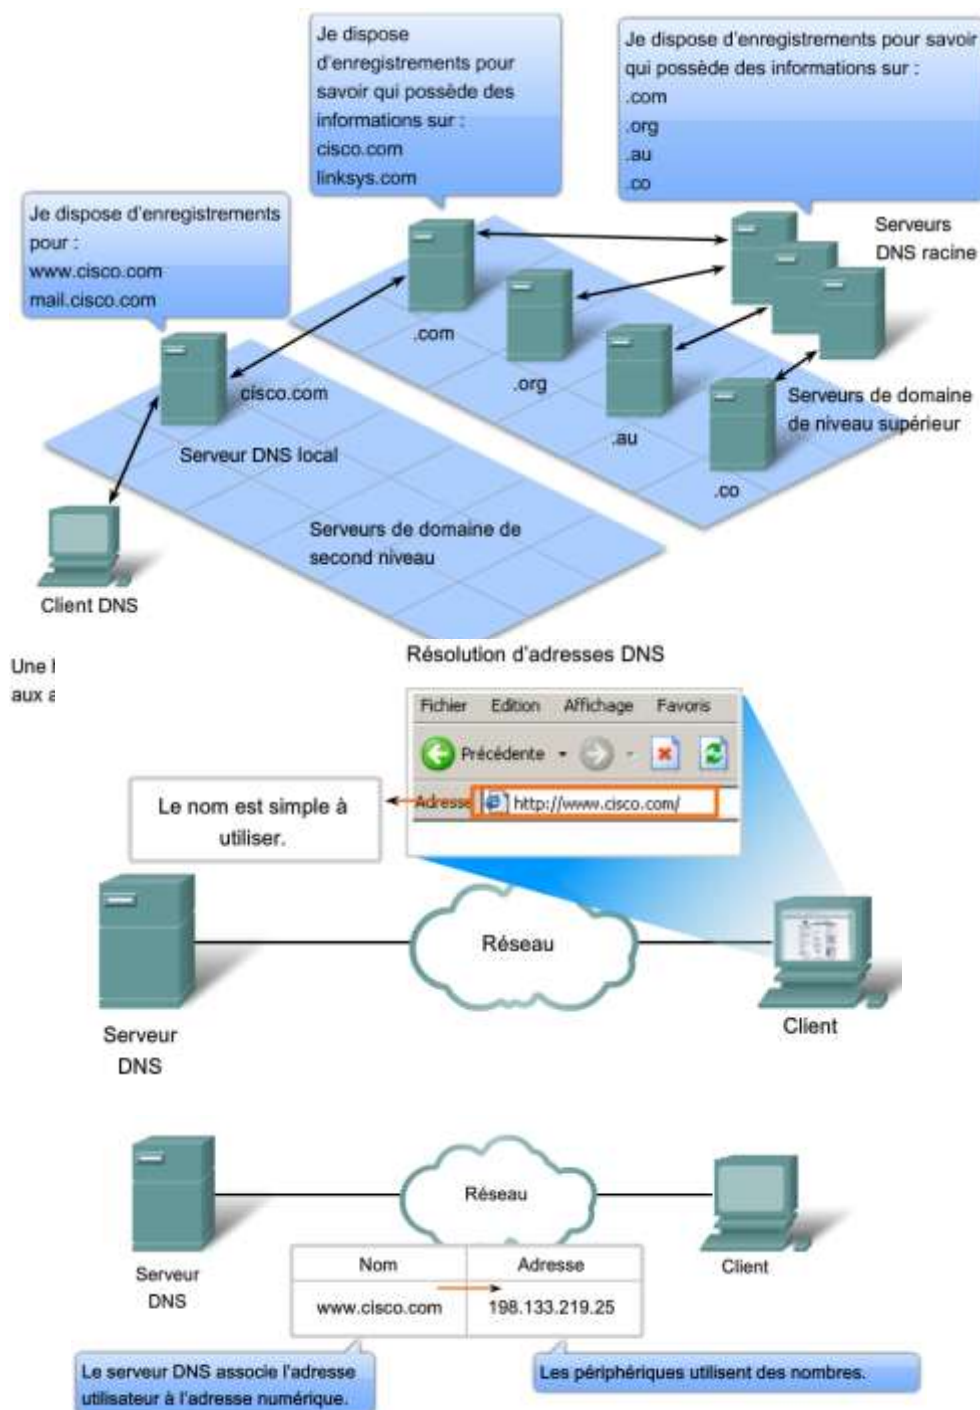 Je dispose
d'enregistrements pour
savoir qui possède des
informations sur :
cisco.com
linksys.com
Je dispose d'enregistrements pour savoir
qui possède des informations sur :
.com
.org
.au
.co
Je dispose d'enregistrements
pour :
www.cisco.com
mail.cisco.com
Serveurs
DNS racine
.com
.org
.au
.co
cisco.com
Serveurs de domaine
de niveau supérieur
Serveur DNS local
Serveurs de domaine de
second niveau
Client DNS
Une
aux
Résolution d'adresses DNS
Fichier Edition Affichage Favoris
Précédente
Adresse http://www.cisco.com/
Le nom est simple à
utiliser.
Réseau
Serveur
DNS
Client
Réseau
Serveur
DNS
Client
Nom Adresse
www.cisco.com 198.133.219.25
Le serveur DNS associe l'adresse
utilisateur à l'adresse numérique.
Les périphériques utilisent des nombres.